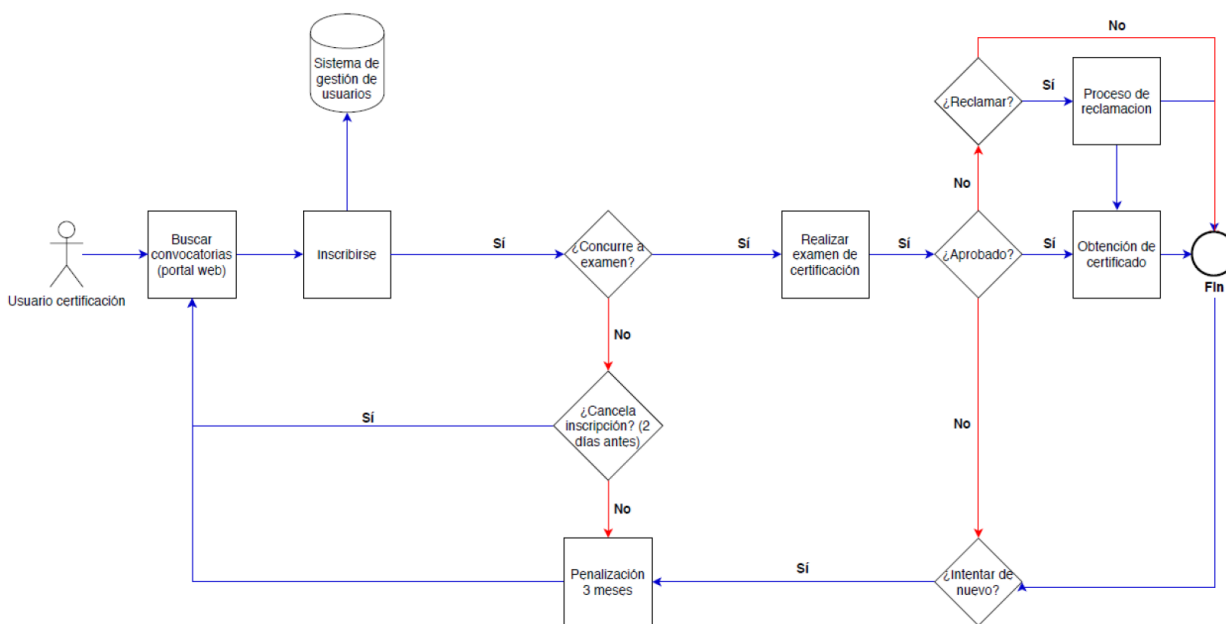 No
Sistema de
gestión de
usuarios
¿Reclamar?
Sí
Proceso de
reclamacion
No
Usuario certificación
Buscar
convocatorias
(portal web)
Inscribirse
Sí
¿Concurre a
examen?
Sí
Realizar
examen de
certificación
Sí
¿Aprobado?
Sí
Obtención de
certificado
Fin
No
Sí
¿Cancela
inscripción? (2
días antes)
No
No
Penalización
3 meses
Sí
¿Intentar de
nuevo?